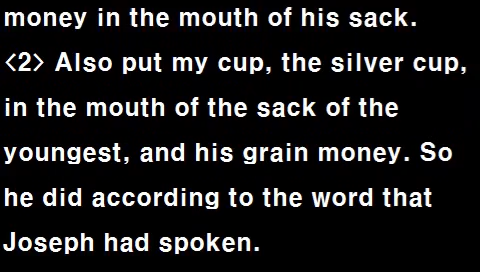 money in the mouth of his sack.
<2> Also put my cup, the silver cup,
in the mouth of the sack of the
youngest, and his grain money. So
he did according to the word that
Joseph had spoken.